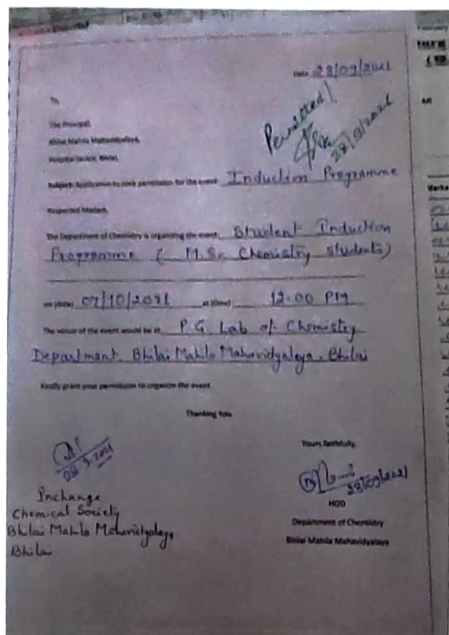 Date 28/09/2021
To,
The Principal,
Bhilai Mahila Mahavidyalaya,
Hospital Sector, Bhilai,
Permitted
28/9/2021
Subject: Application to seek permission for the event Induction Programme
Respected Madam,
The Department of Chemistry is organizing the event Student Induction
Programme ( M.Sc Chemistry students)
on (date) 07/10/2021 at (time) 12.00 PM
The venue of the event would be at P.G. Lab of Chemistry
Department, Bhilai Mahila Mahavidyalaya, Bhilai
Kindly grant your permission to organize the event
Thanking You
Yours faithfully,
28.9.2021
28/09/2021
Incharge
Chemical Society
Bhilai Mahila Mahavidyalaya
Bhilai
HOD
Department of Chemistry
Bhilai Mahila Mahavidyalaya